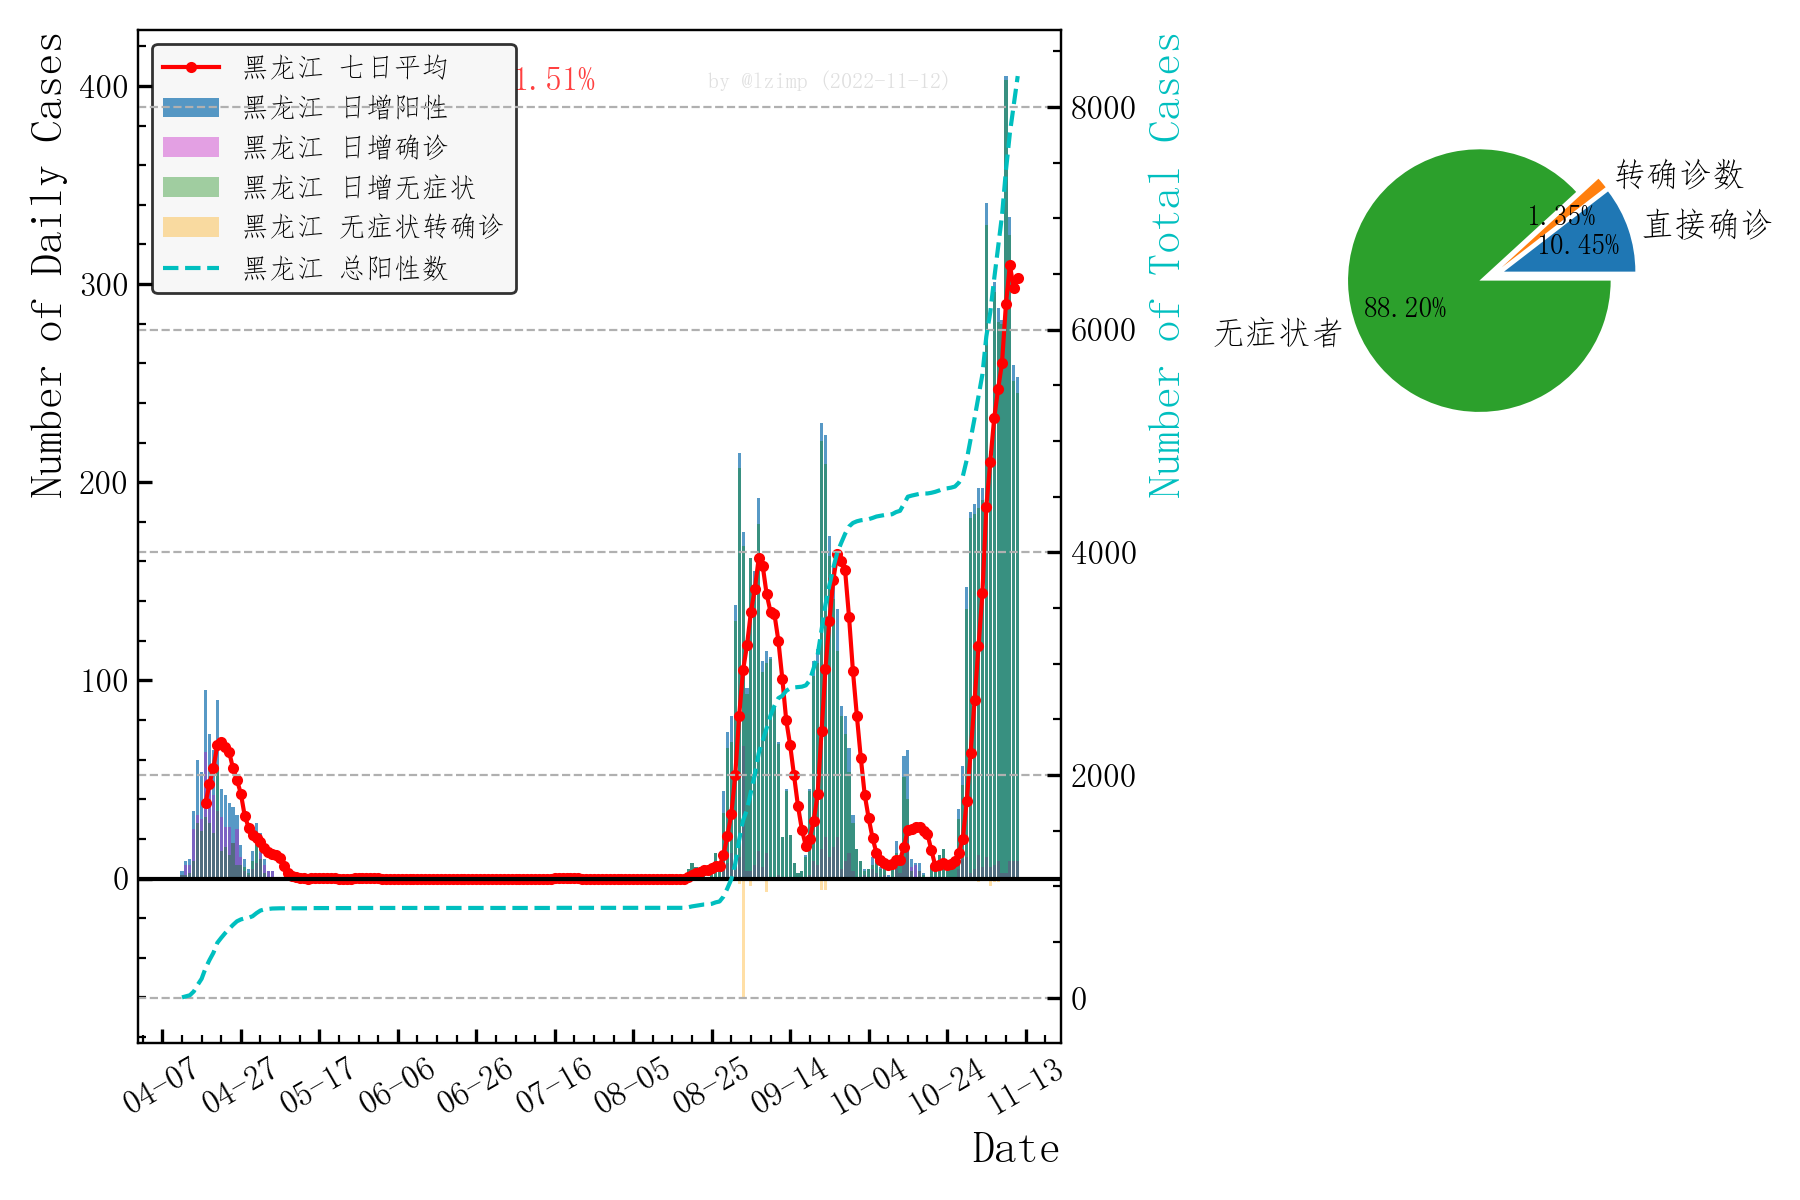 Number of Daily Cases
400
300
200
100
0
黑龙江 七日平均
黑龙江 日增阳性
黑龙江 日增确诊
黑龙江 日增无症状
黑龙江 无症状转确诊
黑龙江 总阳性数
1.51%
by @lzimp (2022-11-12)
8000
6000
4000
2000
0
Number of Total Cases
04-07
04-27
05-17
06-06
06-26
07-16
08-05
08-25
09-14
10-04
10-24
11-13
Date
转确诊数
1.35%
直接确诊
10.45%
88.20%
无症状者